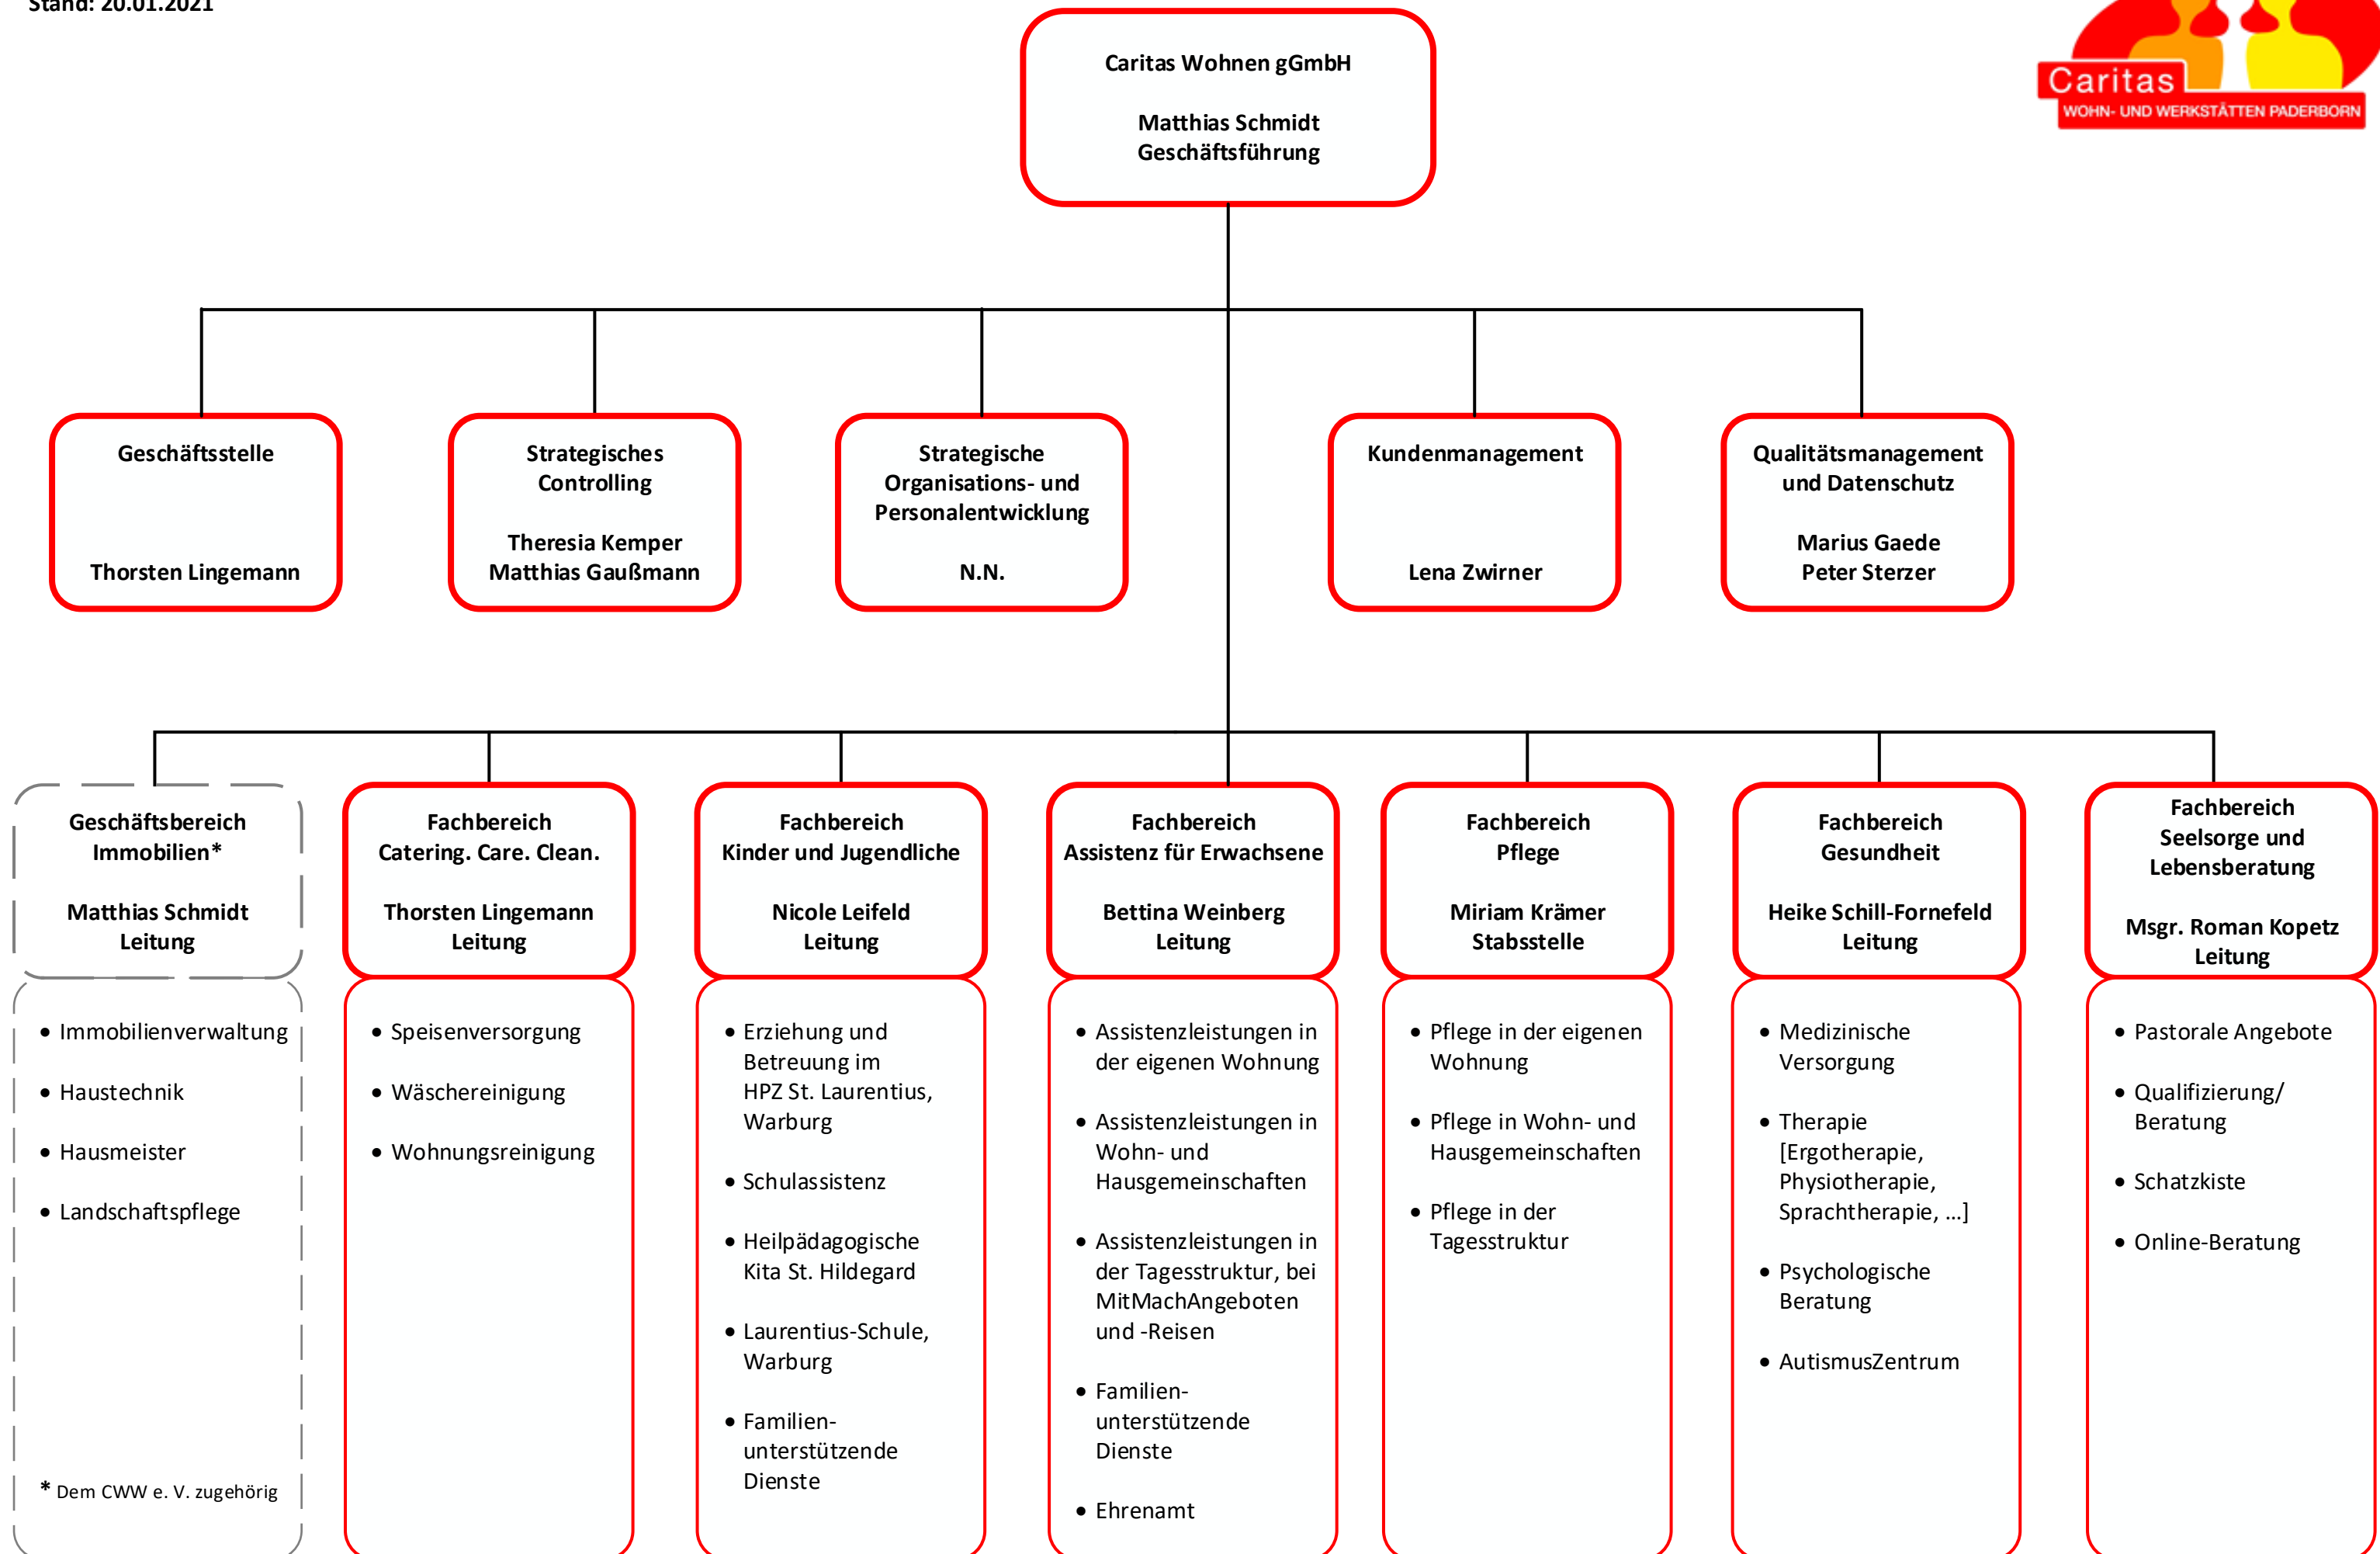 Stand: 20.01.2021
Caritas Wohnen gGmbH
Matthias Schmidt
Geschäftsführung
Caritas
WOHN- UND WERKSTÄTTEN PADERBORN
Geschäftsstelle
Thorsten Lingemann
Strategisches
Controlling
Theresia Kemper
Matthias Gaußmann
Strategische
Organisations- und
Personalentwicklung
N.N.
Kundenmanagement
Lena Zwirner
Qualitätsmanagement
und Datenschutz
Marius Gaede
Peter Sterzer
Geschäftsbereich
Immobilien*
Matthias Schmidt
Leitung
• Immobilienverwaltung
• Haustechnik
• Hausmeister
• Landschaftspflege
* Dem CWW e. V. zugehörig
Fachbereich
Catering. Care. Clean.
Thorsten Lingemann
Leitung
• Speisenversorgung
• Wäschereinigung
• Wohnungsreinigung
Fachbereich
Kinder und Jugendliche
Nicole Leifeld
Leitung
• Erziehung und
Betreuung im
HPZ St. Laurentius,
Warburg
• Schulassistenz
• Heilpädagogische
Kita St. Hildegard
• Laurentius-Schule,
Warburg
• Familien-
unterstützende
Dienste
Fachbereich
Assistenz für Erwachsene
Bettina Weinberg
Leitung
• Assistenzleistungen in
der eigenen Wohnung
• Assistenzleistungen in
Wohn- und
Hausgemeinschaften
• Assistenzleistungen in
der Tagesstruktur, bei
MitMachAngeboten
und -Reisen
• Familien-
unterstützende
Dienste
• Ehrenamt
Fachbereich
Pflege
Miriam Krämer
Stabsstelle
• Pflege in der eigenen
Wohnung
• Pflege in Wohn- und
Hausgemeinschaften
• Pflege in der
Tagesstruktur
Fachbereich
Gesundheit
Heike Schill-Fornefeld
Leitung
• Medizinische
Versorgung
• Therapie
[Ergotherapie,
Physiotherapie,
Sprachtherapie, ...]
• Psychologische
Beratung
• AutismusZentrum
Fachbereich
Seelsorge und
Lebensberatung
Msgr. Roman Kopetz
Leitung
• Pastorale Angebote
• Qualifizierung/
Beratung
• Schatzkiste
• Online-Beratung